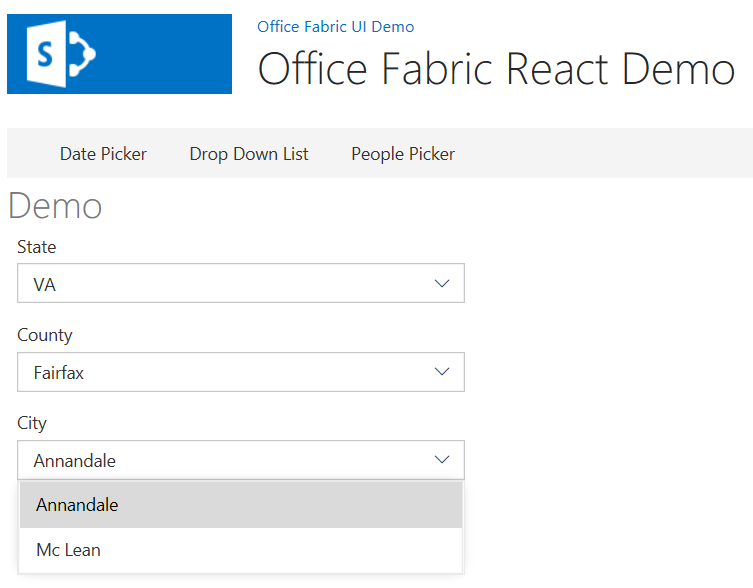 S
Office Fabric UI Demo
Office Fabric React Demo
Date Picker Drop Down List People Picker
Demo
State
VA
County
Fairfax
City
Annandale
Annandale
Mc Lean